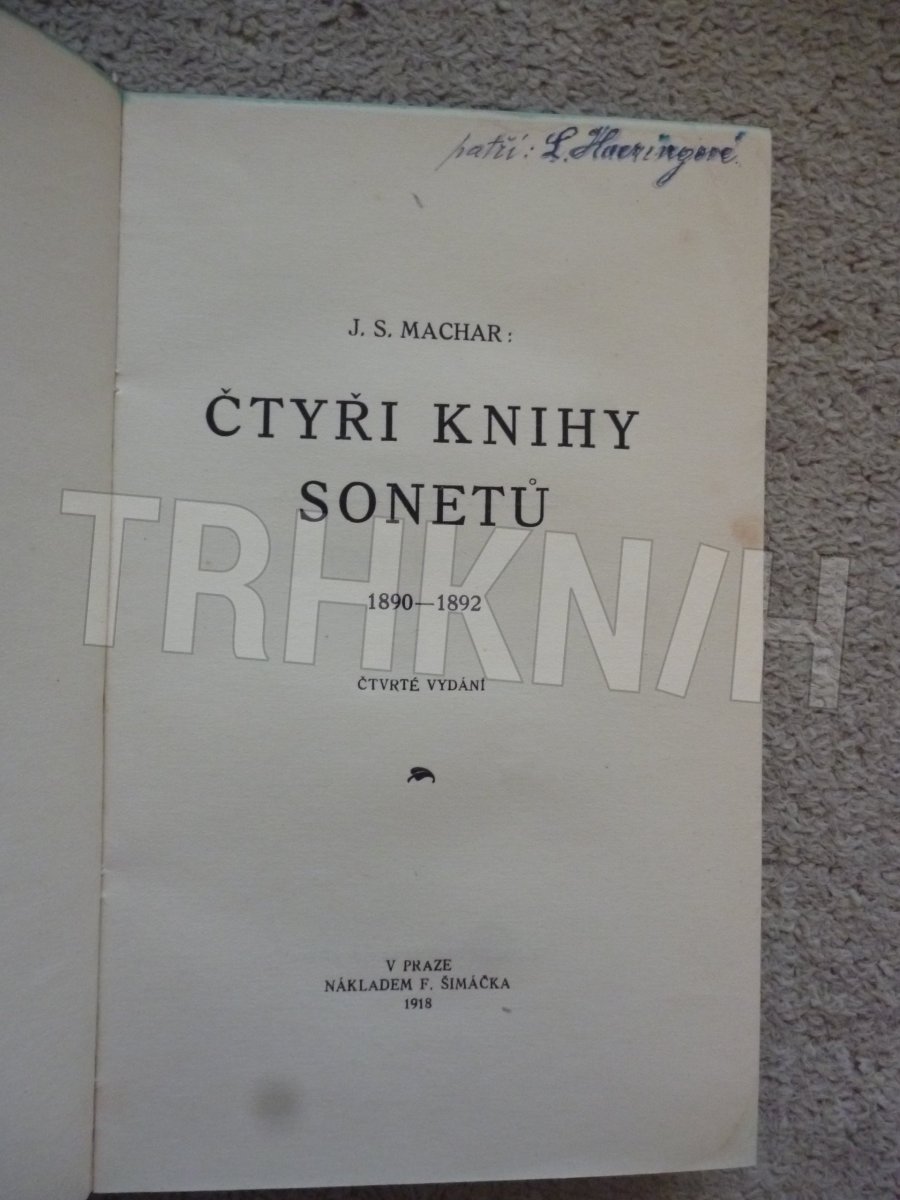 patří: L. Haeringové
J. S. MACHAR:
ČTYŘI KNIHY
SONETŮ
TRHKNIH
1890—1892
ČTVRTÉ VYDÁNÍ
V PRAZE
NÁKLADEM F. ŠIMÁČKA
1918